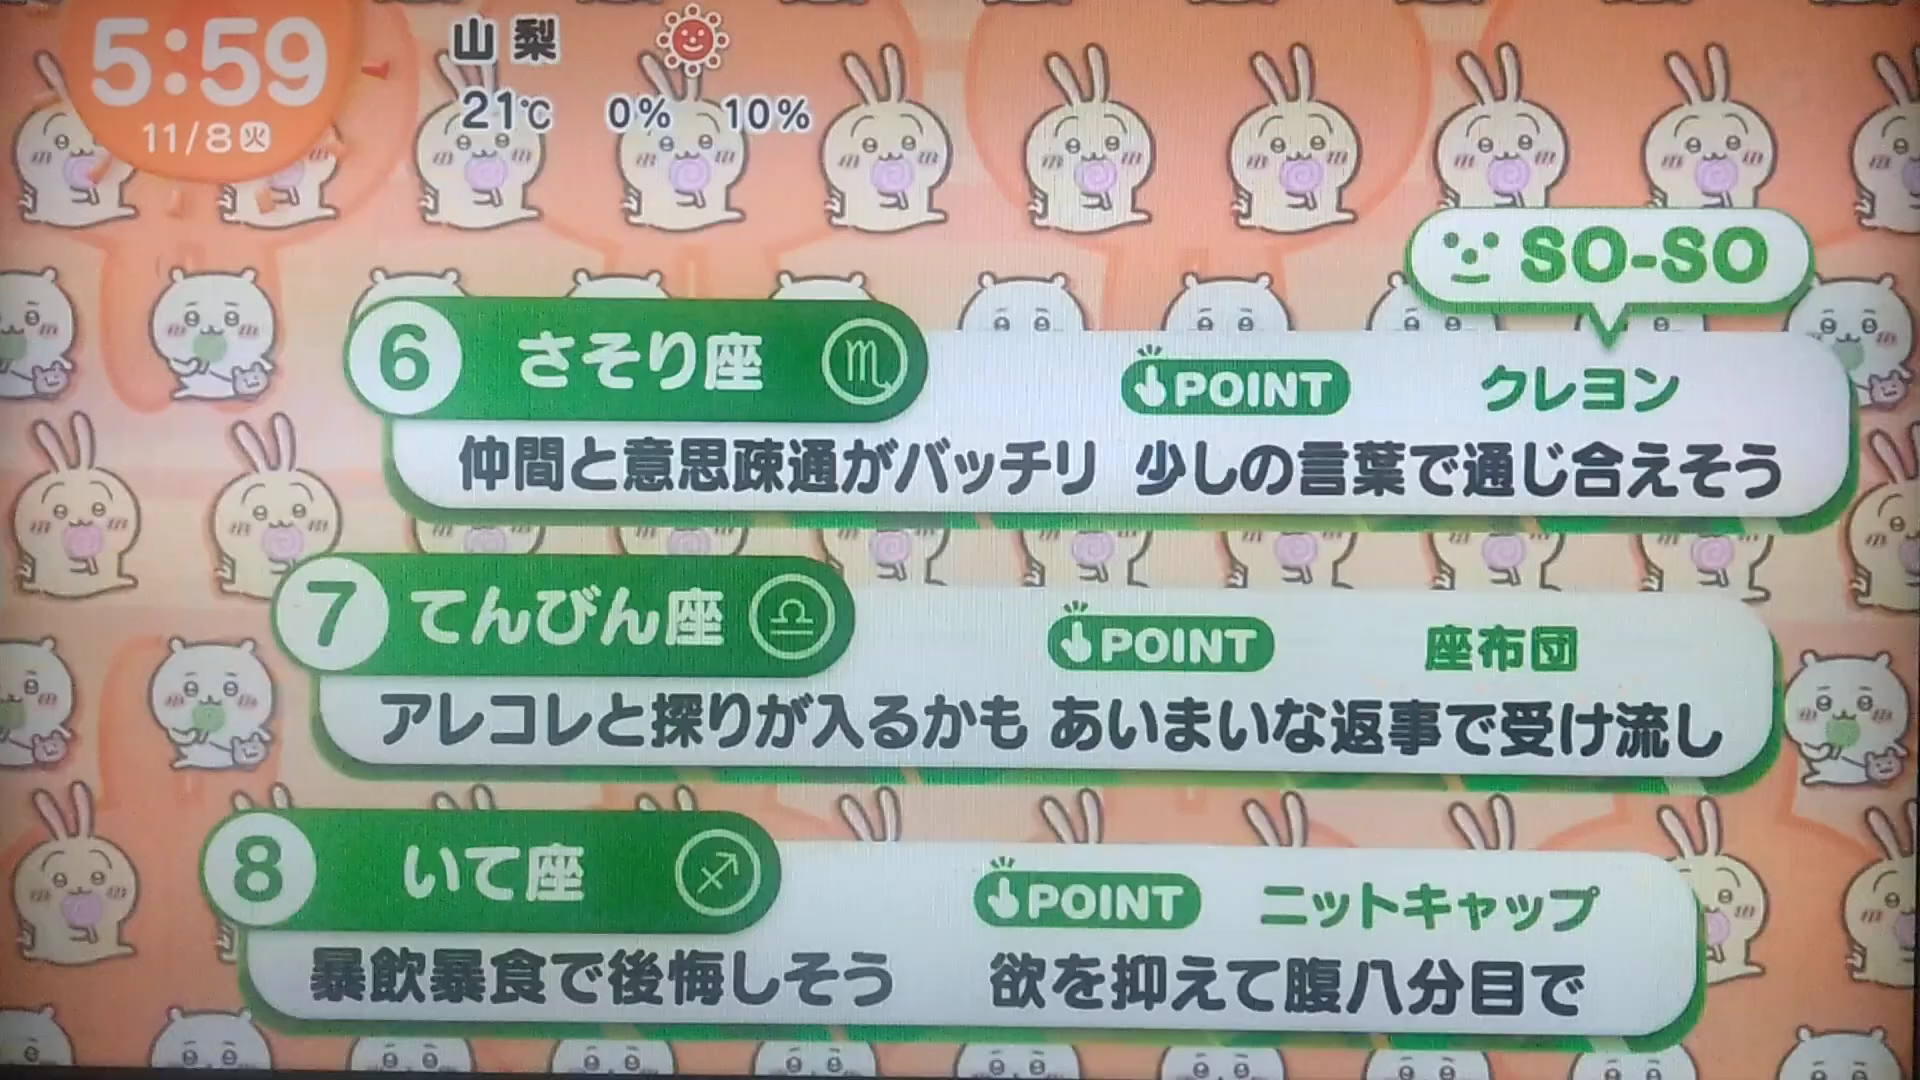 5:59
11/8㊋
山梨
21℃ 0% 10%
SO-SO
6 さそり座 POINT クレヨン
仲間と意思疎通がバッチリ 少しの言葉で通じ合えそう
7 てんびん座 POINT 座布団
アレコレと探りが入るかも あいまいな返事で受け流し
8 いて座 POINT ニットキャップ
暴飲暴食で後悔しそう 欲を抑えて腹八分目で